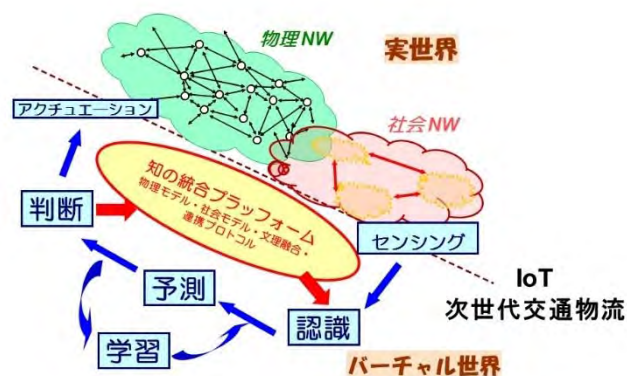 物理NW
実世界
アクチュエーション
社会NW
知の統合プラットフォーム
物理モデル・社会モデル・文理融合・
連携プロトコル
判断
センシング
予測
IoT
次世代交通物流
認識
学習
バーチャル世界